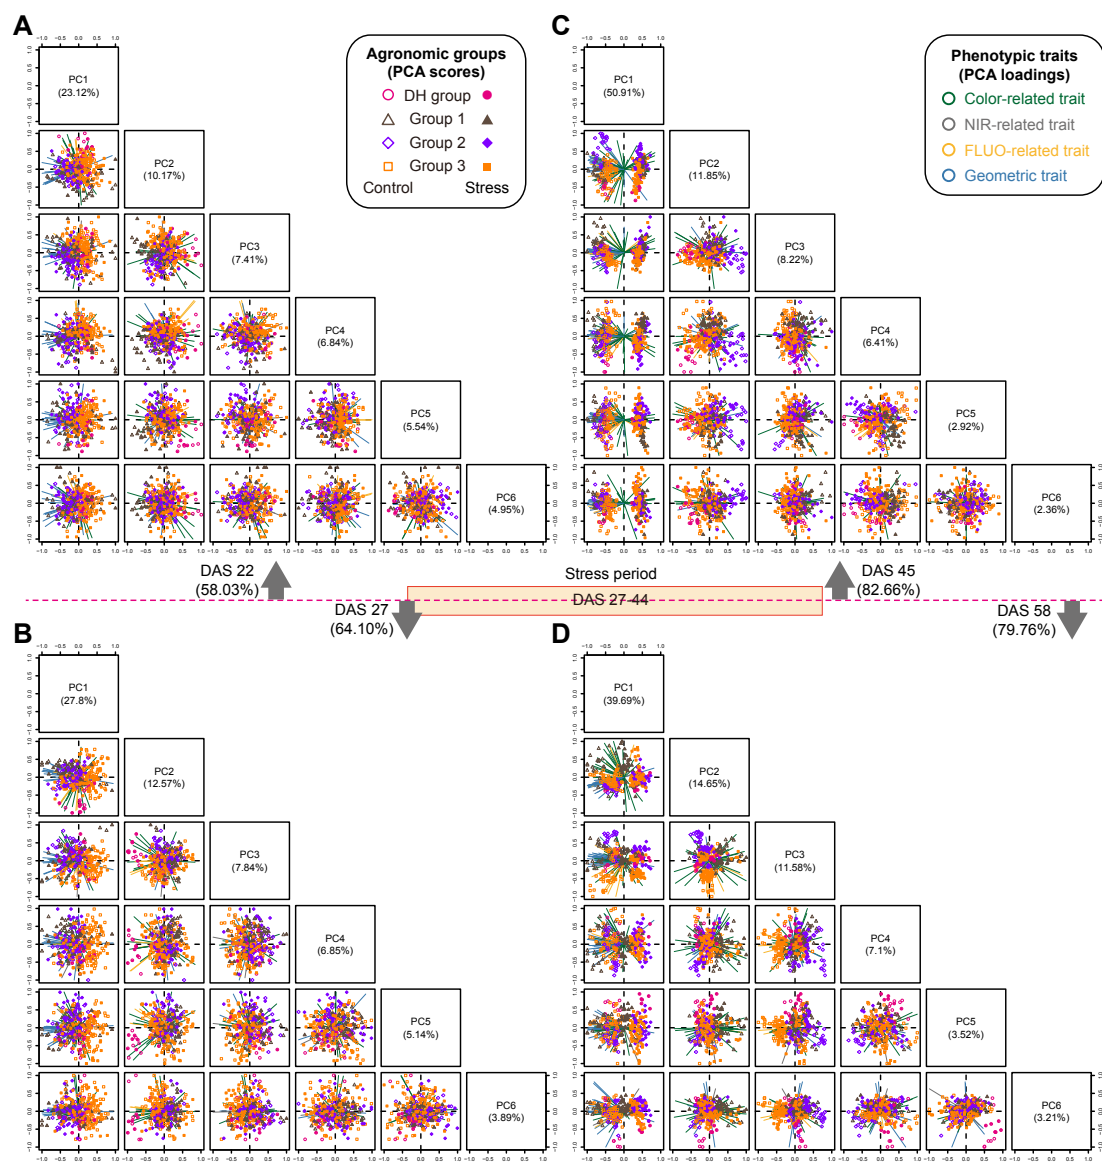 A
Agronomic groups
(PCA scores)
DH group
Group 1
Group 2
Group 3
Control Stress
PC1
(23.12%)
PC2
(10.17%)
PC3
(7.41%)
PC4
(6.84%)
PC5
(5.54%)
PC6
(4.95%)
C
Phenotypic traits
(PCA loadings)
Color-related trait
NIR-related trait
FLUO-related trait
Geometric trait
PC1
(50.91%)
PC2
(11.85%)
PC3
(8.22%)
PC4
(6.41%)
PC5
(2.92%)
PC6
(2.36%)
DAS 22
(58.03%)
DAS 27
(64.10%)
Stress period
DAS 27-44
DAS 45
(82.66%)
DAS 58
(79.76%)
B
PC1
(27.8%)
PC2
(12.57%)
PC3
(7.84%)
PC4
(6.85%)
PC5
(5.14%)
PC6
(3.89%)
D
PC1
(39.69%)
PC2
(14.65%)
PC3
(11.58%)
PC4
(7.1%)
PC5
(3.52%)
PC6
(3.21%)